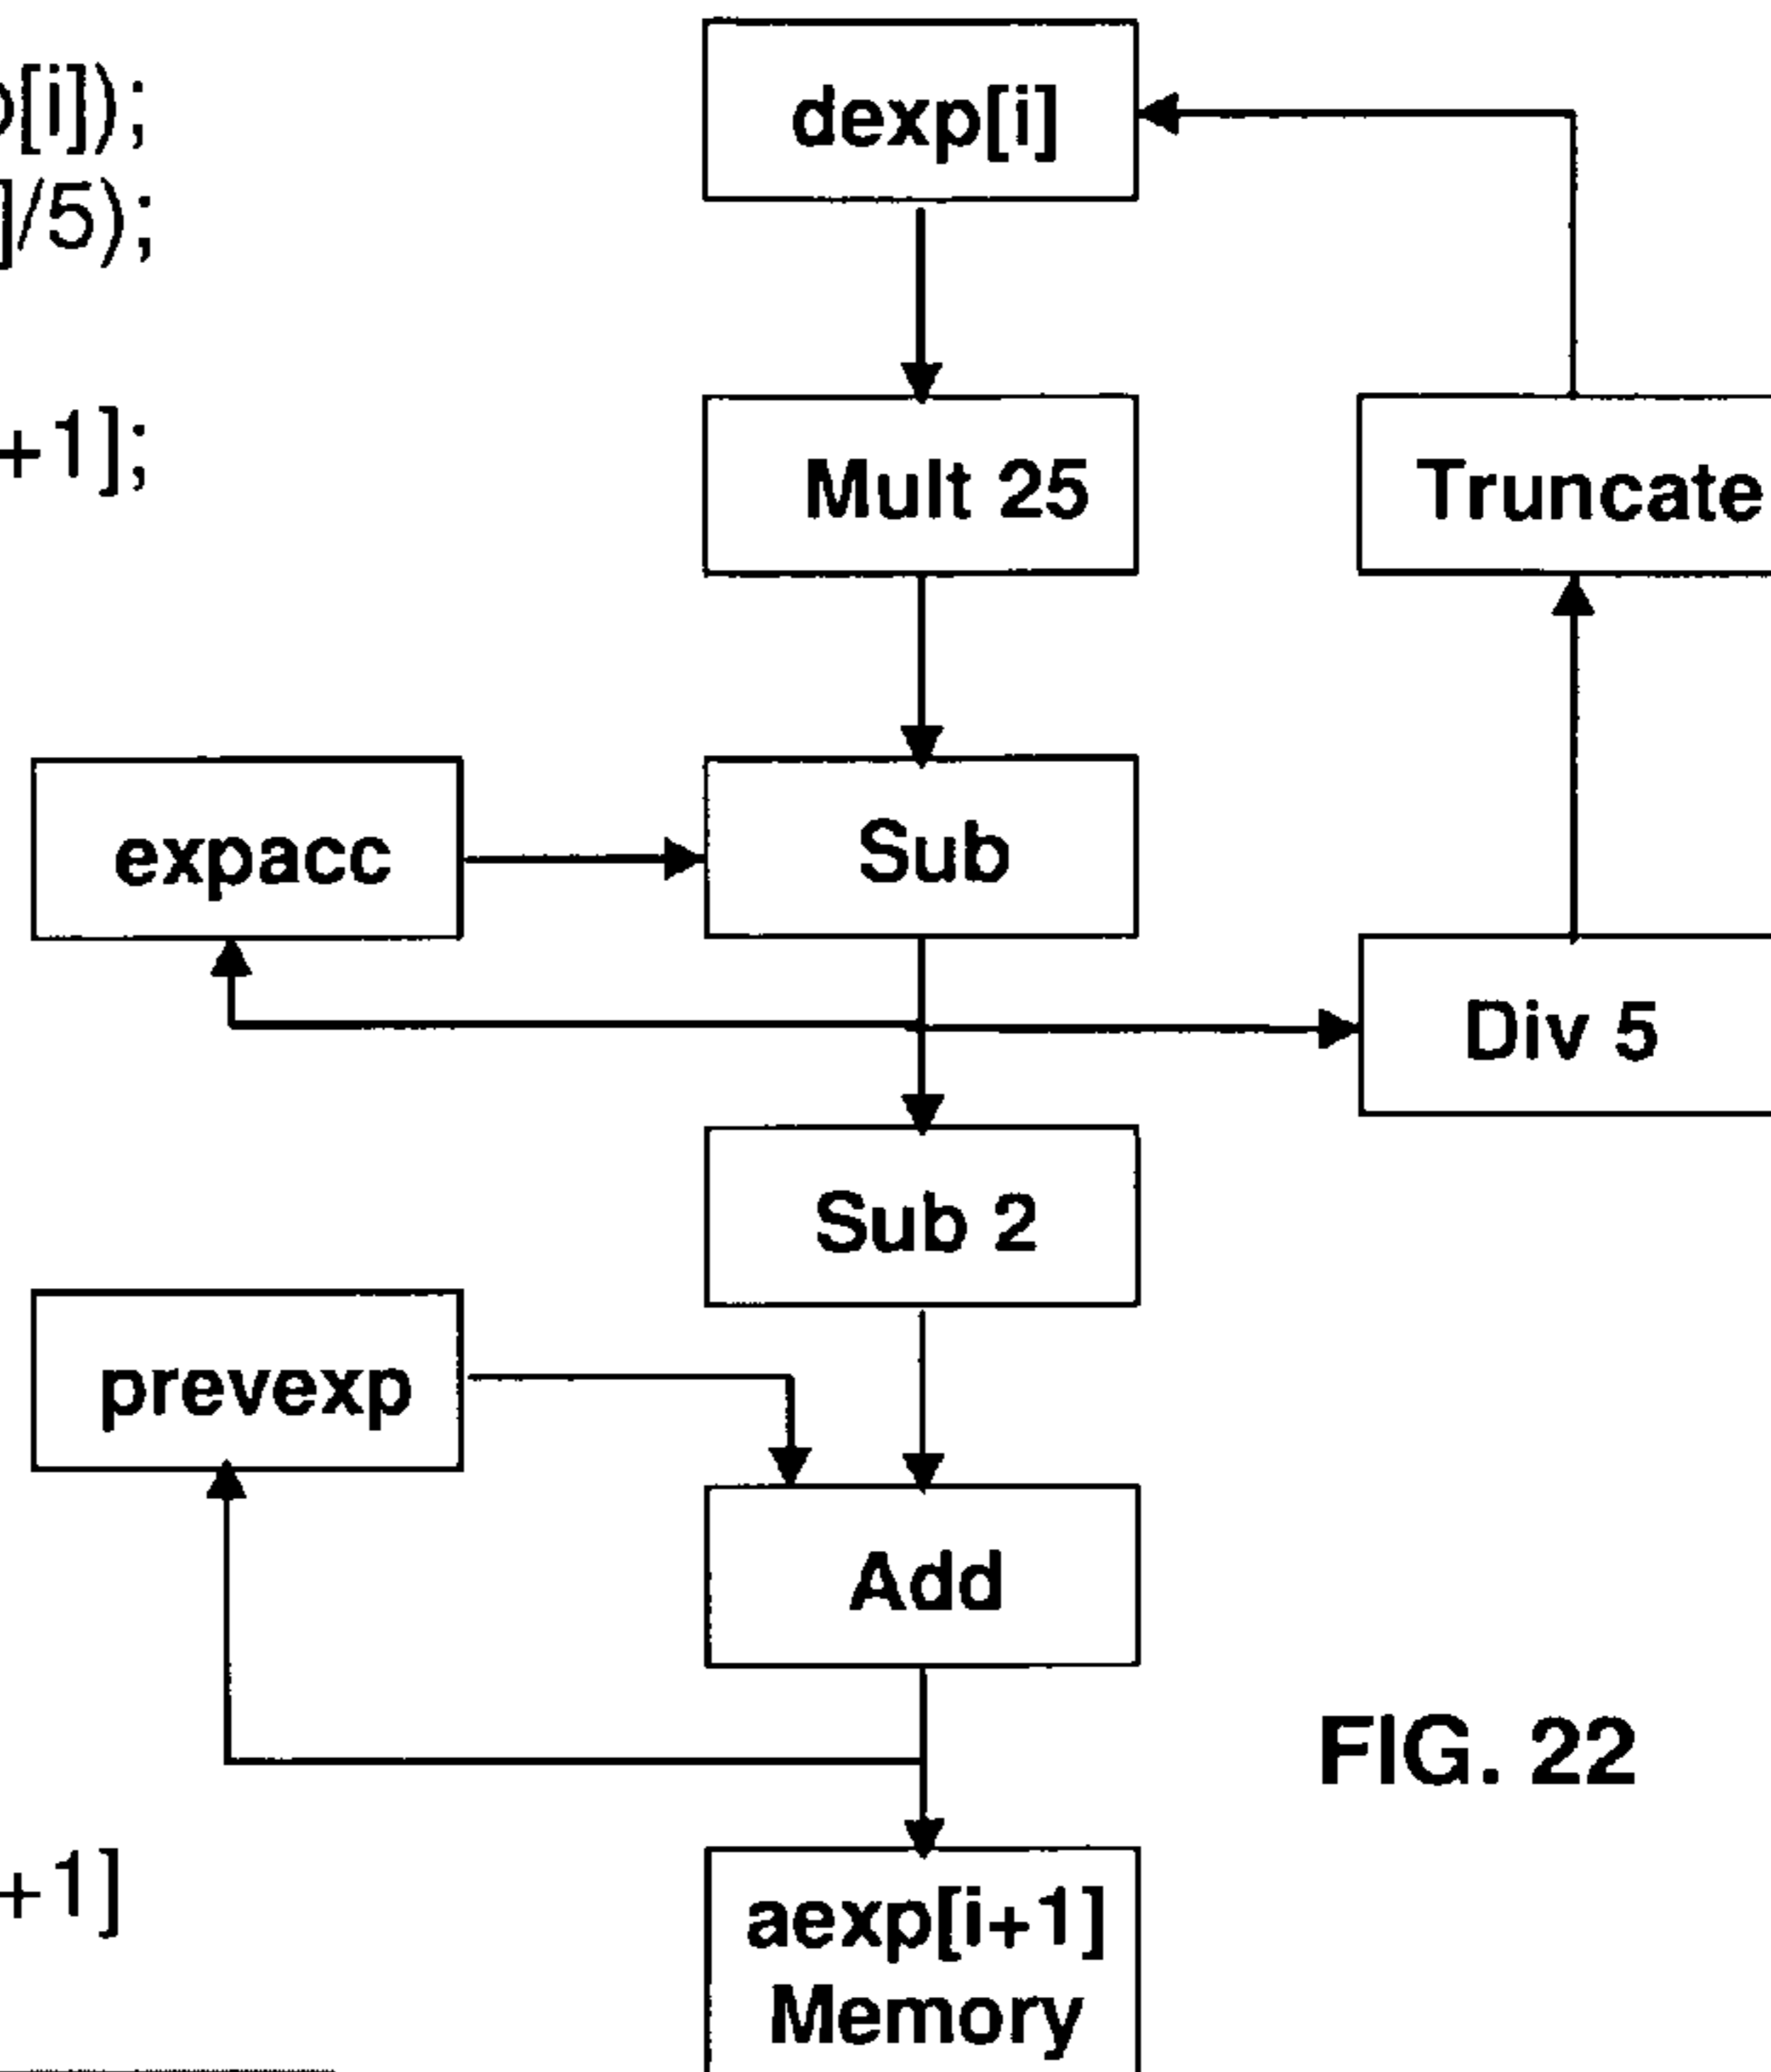 dexp[i]
[i]);
]/5);
+1];
Mult 25
Truncate
expacc
Sub
Div 5
Sub 2
prevexp
Add
FIG. 22
+1]
aexp[i+1]
Memory